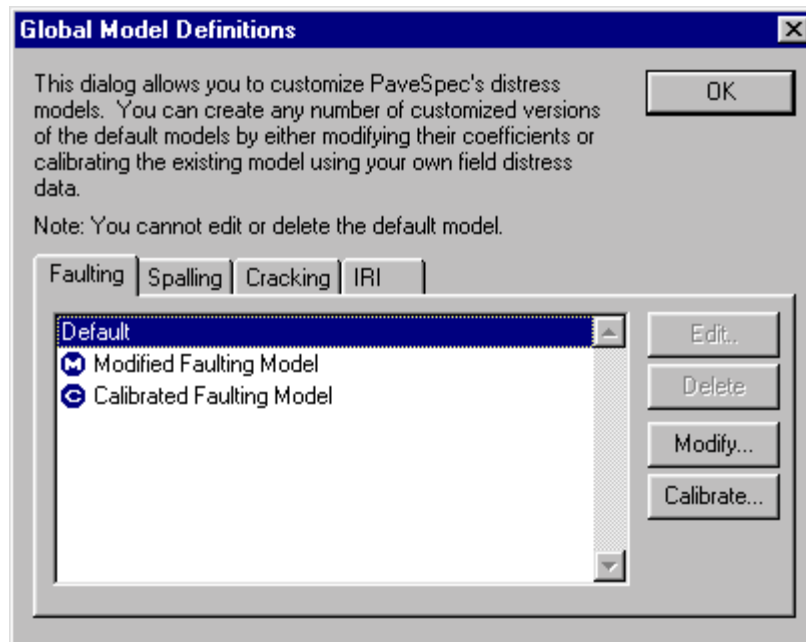 Global Model Definitions
This dialog allows you to customize PaveSpec's distress
models. You can create any number of customized versions
of the default models by either modifying their coefficients or
calibrating the existing model using your own field distress
data.
OK
Note: You cannot edit or delete the default model.
Faulting Spalling Cracking IRI
Default
M Modified Faulting Model
C Calibrated Faulting Model
Edit..
Delete
Modify...
Calibrate...